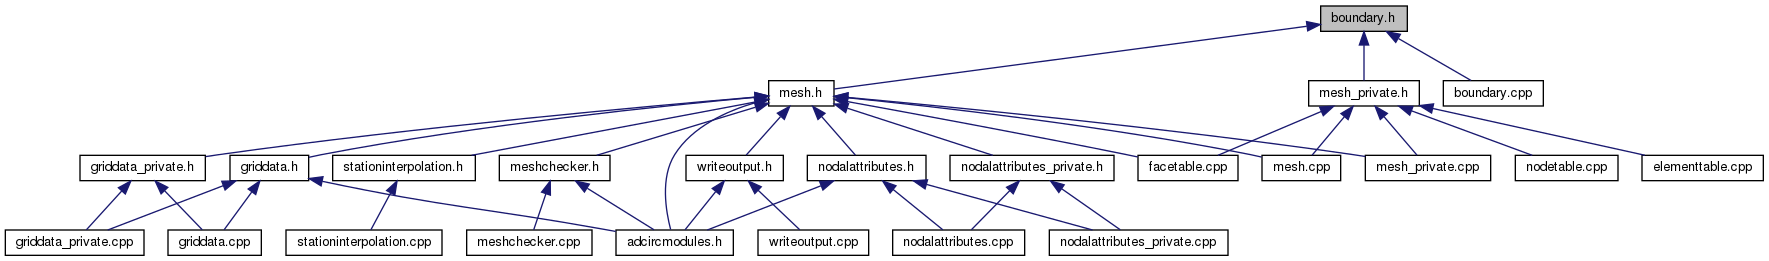 boundary.h
mesh.h
mesh_private.h
boundary.cpp
griddata_private.h
griddata.h
stationinterpolation.h
meshchecker.h
writeoutput.h
nodalattributes.h
nodalattributes_private.h
facetable.cpp
mesh.cpp
mesh_private.cpp
nodetable.cpp
elementtable.cpp
griddata_private.cpp
griddata.cpp
stationinterpolation.cpp
meshchecker.cpp
adcircmodules.h
writeoutput.cpp
nodalattributes.cpp
nodalattributes_private.cpp